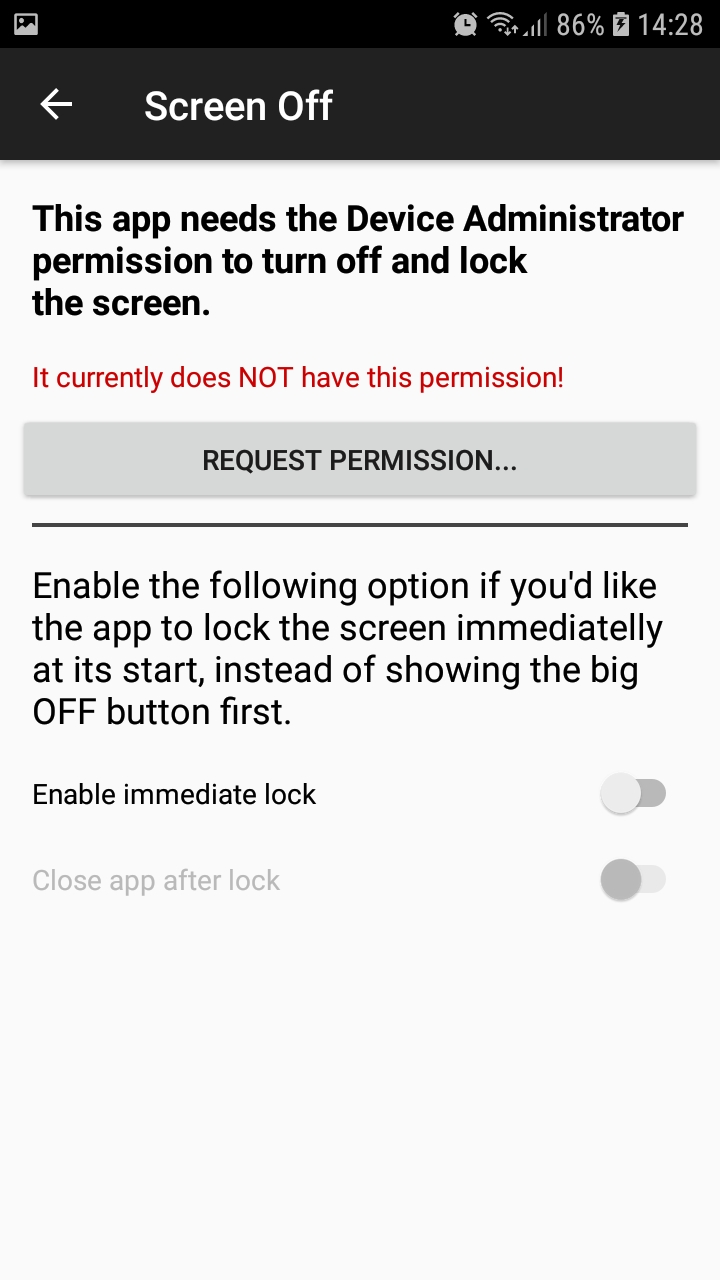 86% 14:28
Screen Off
This app needs the Device Administrator
permission to turn off and lock
the screen.
It currently does NOT have this permission!
REQUEST PERMISSION...
Enable the following option if you'd like
the app to lock the screen immediatelly
at its start, instead of showing the big
OFF button first.
Enable immediate lock
Close app after lock